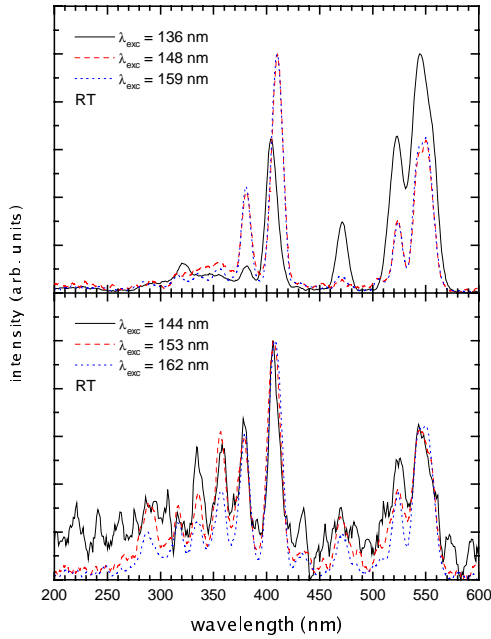 λexc = 136 nm
λexc = 148 nm
λexc = 159 nm
RT
intensity (arb. units)
λexc = 144 nm
λexc = 153 nm
λexc = 162 nm
RT
200 250 300 350 400 450 500 550 600
wavelength (nm)